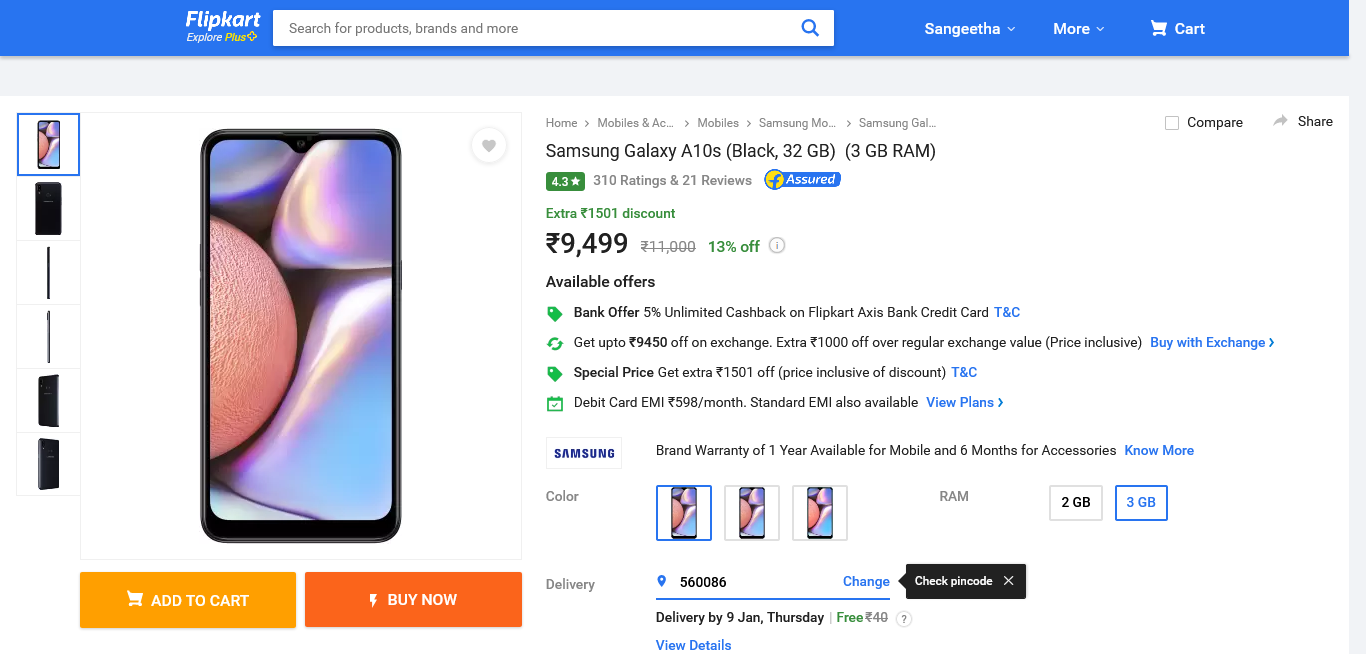 Flipkart
Explore Plus
Search for products, brands and more
Sangeetha
More
Cart
Home
Mobiles & Ac...
Mobiles
Samsung Mo...
Samsung Gal...
Compare
Share
Samsung Galaxy A10s (Black, 32 GB) (3 GB RAM)
4.3
310 Ratings & 21 Reviews
Assured
Extra ₹1501 discount
₹9,499 ₹11,000 13% off i
Available offers
Bank Offer 5% Unlimited Cashback on Flipkart Axis Bank Credit Card T&C
Get upto ₹9450 off on exchange. Extra ₹1000 off over regular exchange value (Price inclusive) Buy with Exchange
Special Price Get extra ₹1501 off (price inclusive of discount) T&C
Debit Card EMI ₹598/month. Standard EMI also available View Plans
SAMSUNG
Brand Warranty of 1 Year Available for Mobile and 6 Months for Accessories Know More
Color
RAM
2 GB
3 GB
Delivery
560086
Change
Check pincode
Delivery by 9 Jan, Thursday | Free ₹40 ?
View Details
ADD TO CART
BUY NOW